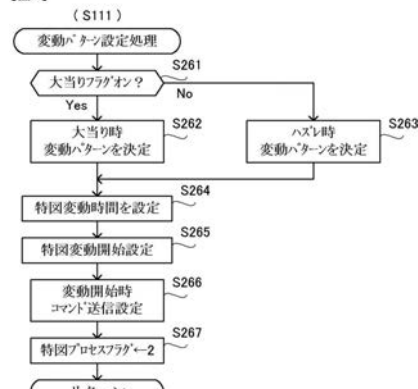 (S111)
変動パターン設定処理
S261
大当りフラグオン?
Yes
No
大当り時
変動パターンを決定
S262
ハズレ時
変動パターンを決定
S263
S264
特図変動時間を設定
S265
特図変動開始設定
S266
変動開始時
コマンド送信設定
S267
特図プロセスフラグ←2